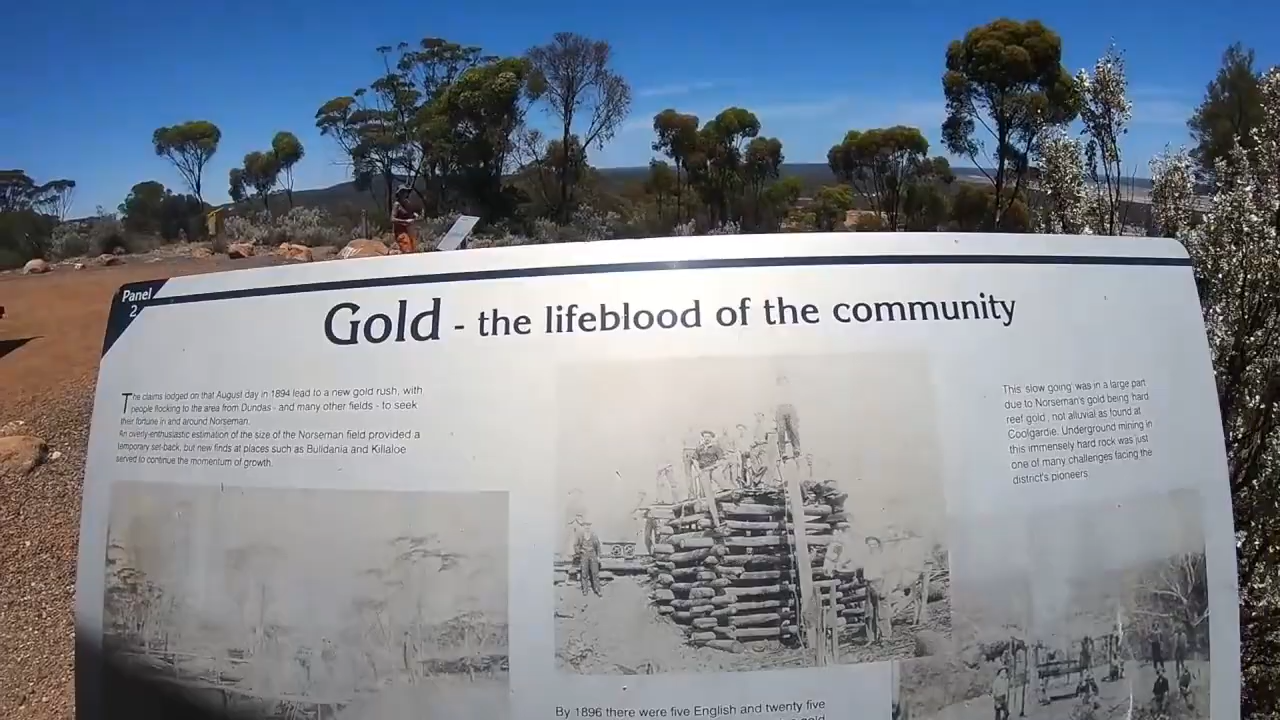 Panel
2
Gold - the lifeblood of the community
The claims lodged on that August day in 1894 lead to a new gold rush, with
people flocking to the area from Dundas - and many other fields - to seek
their fortune in and around Norseman.
An overly-enthusiastic estimation of the size of the Norseman field provided a
temporary set-back, but new finds at places such as Buldania and Killaloe
served to continue the momentum of growth.
This 'slow going' was in a large part
due to Norseman's gold being hard
'reef gold', not alluvial as found at
Coolgardie. Underground mining in
this immensely hard rock was just
one of many challenges facing the
district's pioneers.
By 1896 there were five English and twenty five
gold